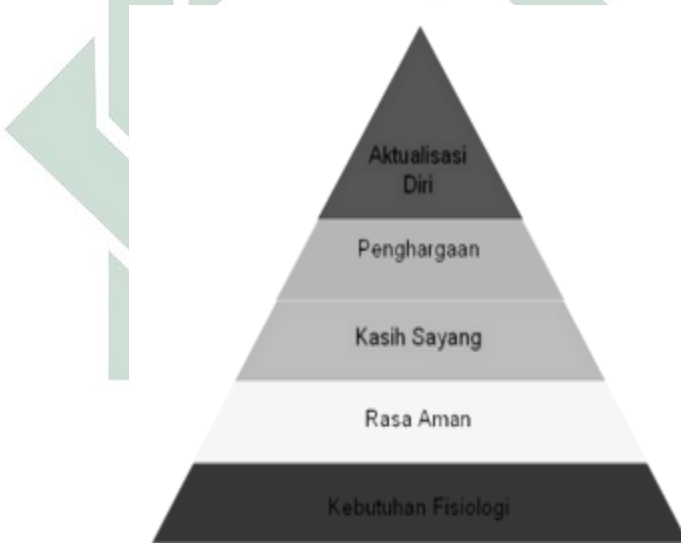 Aktualisasi
Diri
Penghargaan
Kasih Sayang
Rasa Aman
Kebutuhan Fisiologi